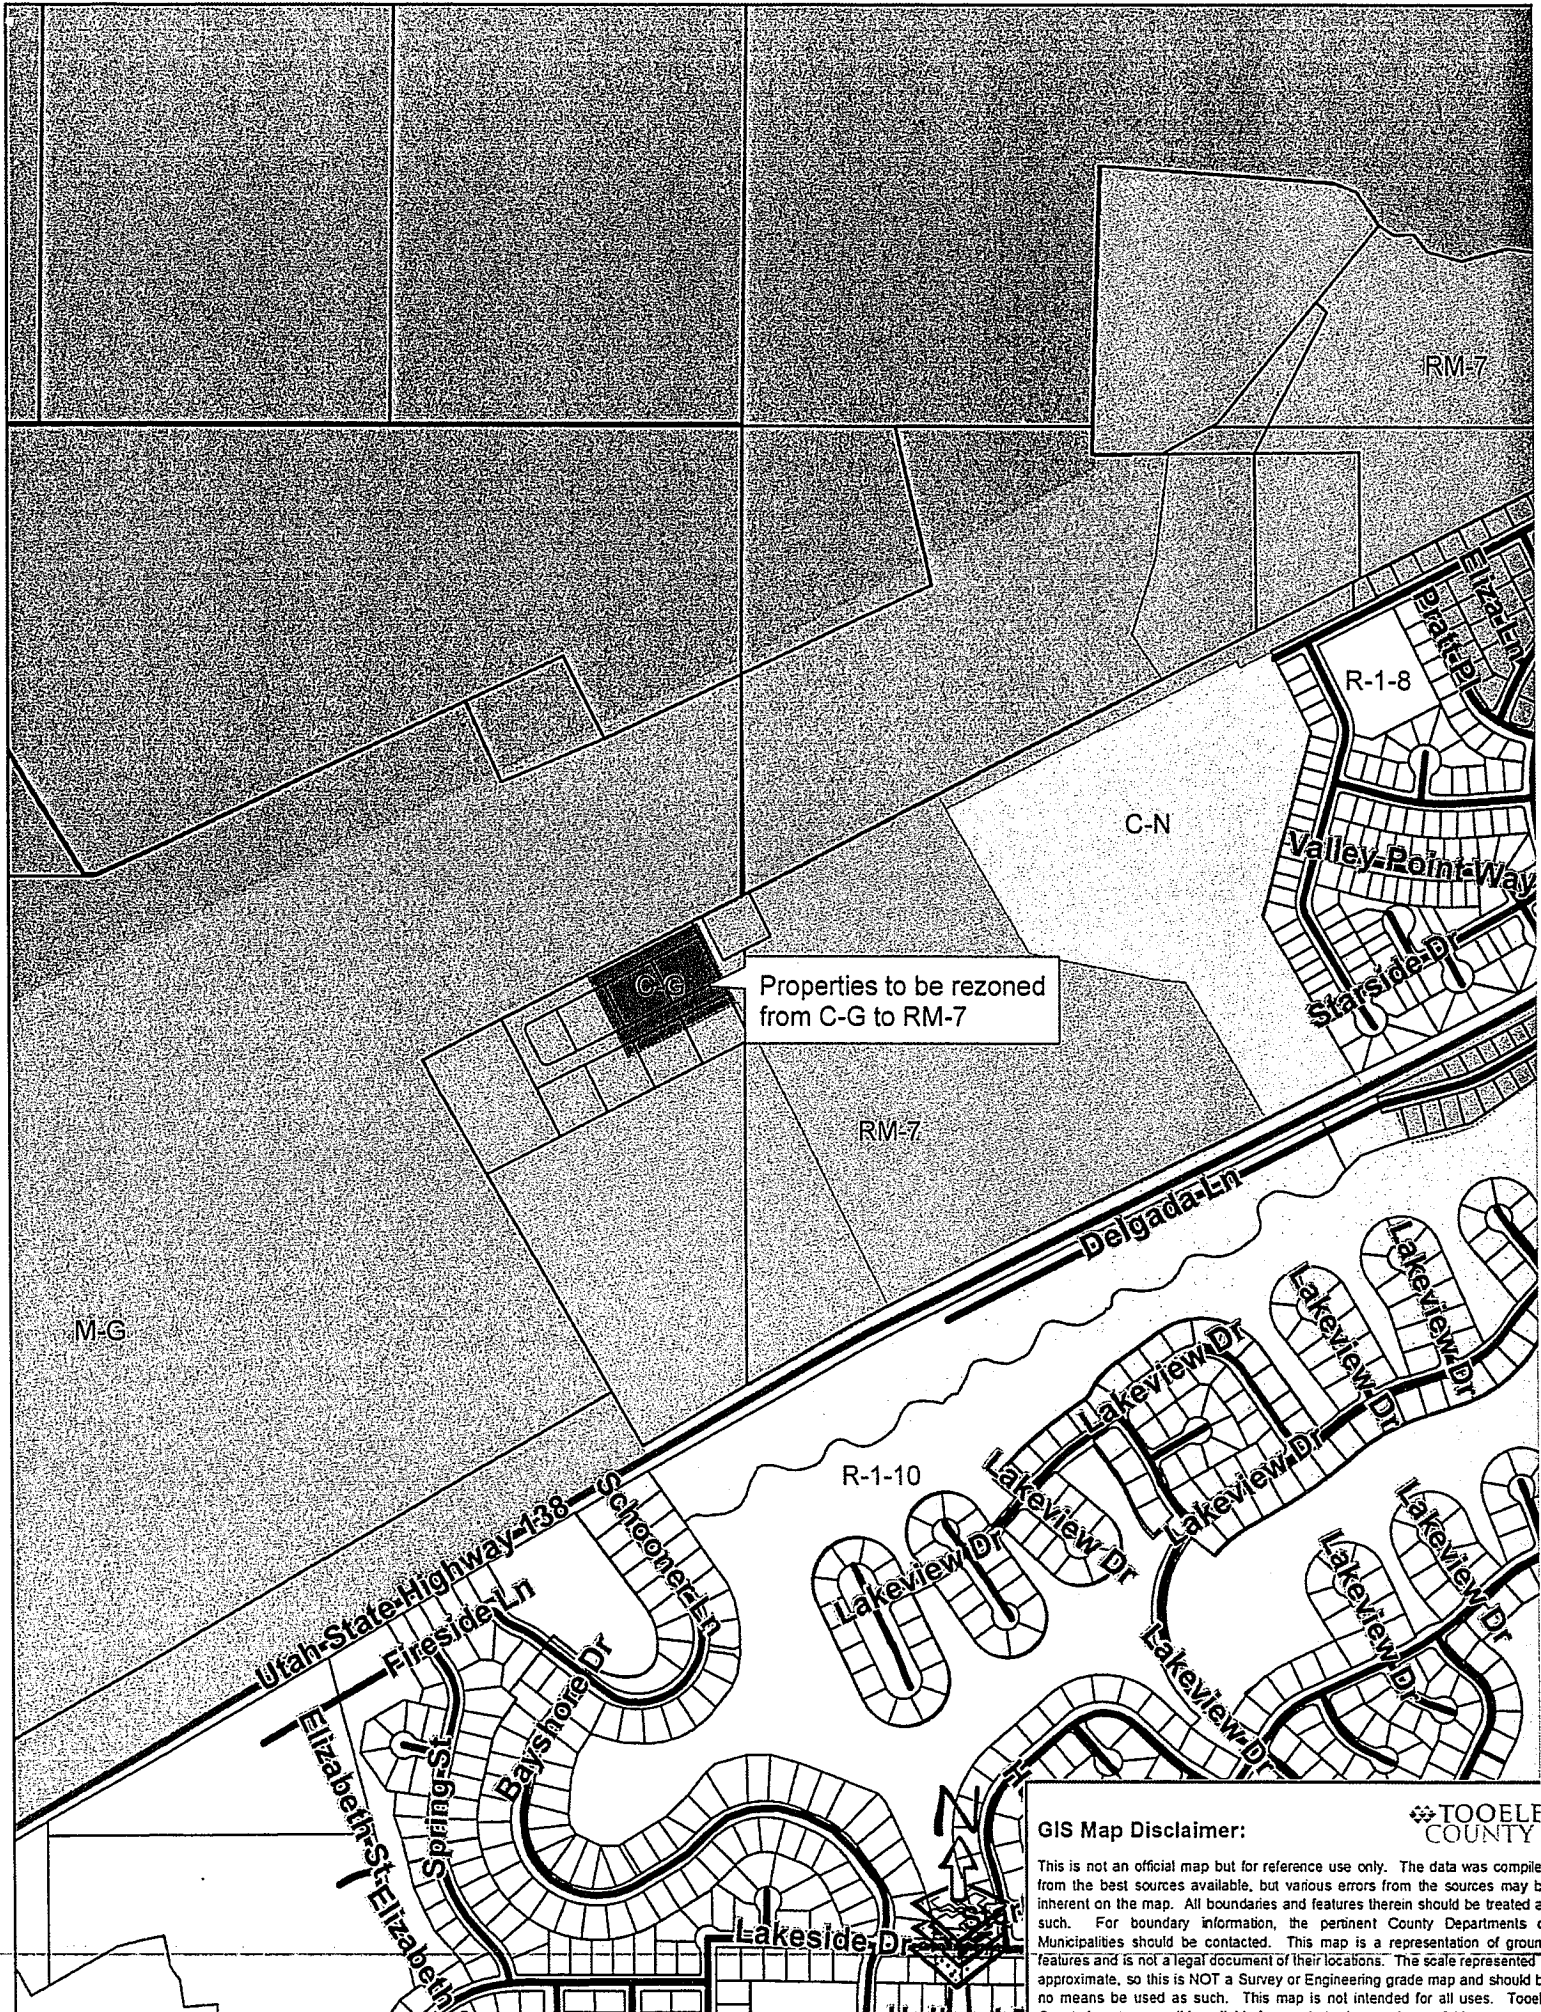 RM-7
Eliza Ln
Pratt Pl
R-1-8
C-N
Valley Point Way
Starside Dr
C-G
Properties to be rezoned
from C-G to RM-7
RM-7
Delgada Ln
Lakeview Dr
Lakeview Dr
Lakeview Dr
M-G
Lakeview Dr
R-1-10
Lakeview Dr
Lakeview Dr
Lakeview Dr
Utah State Highway 138
Schooner Ln
Lakeview Dr
Lakeview Dr
Fireside Ln
Bayshore Dr
Lakeview Dr
Elizabeth St
Spring St
N
TOOELE
COUNTY
GIS Map Disclaimer:
This is not an official map but for reference use only. The data was compile
from the best sources available, but various errors from the sources may b
inherent on the map. All boundaries and features therein should be treated a
such. For boundary information, the pertinent County Departments o
Municipalities should be contacted. This map is a representation of groun
features and is not a legal document of their locations. The scale represented
approximate, so this is NOT a Survey or Engineering grade map and should b
no means be used as such. This map is not intended for all uses. Tooel
Elizabeth
Lakeside Dr